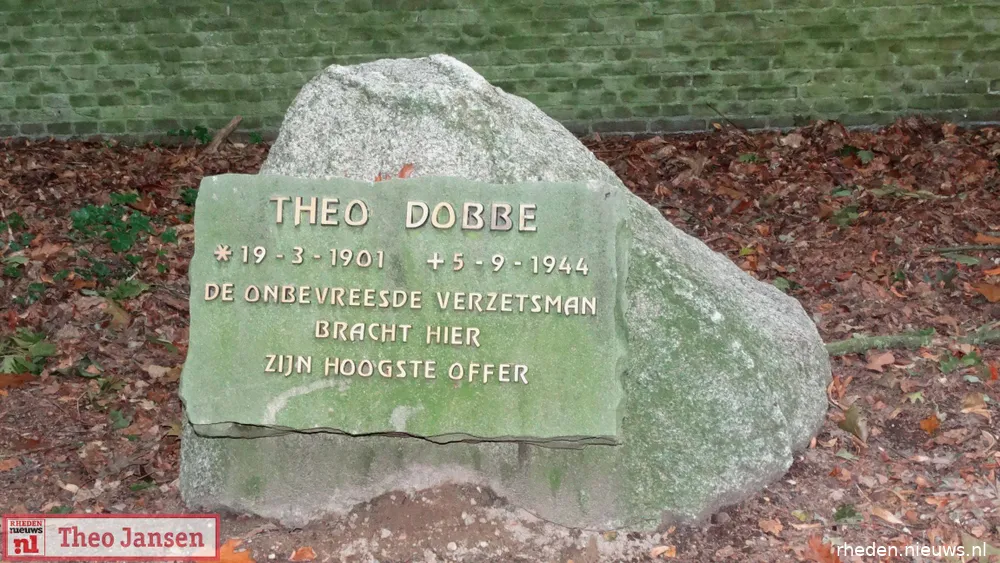 THEO DOBBE
* 19-3-1901 + 5-9-1944
DE ONBEVREESDE VERZETSMAN
BRACHT HIER
ZIJN HOOGSTE OFFER
RHEDEN
NIEUWS
.nl
Theo Jansen
rheden.nieuws.nl